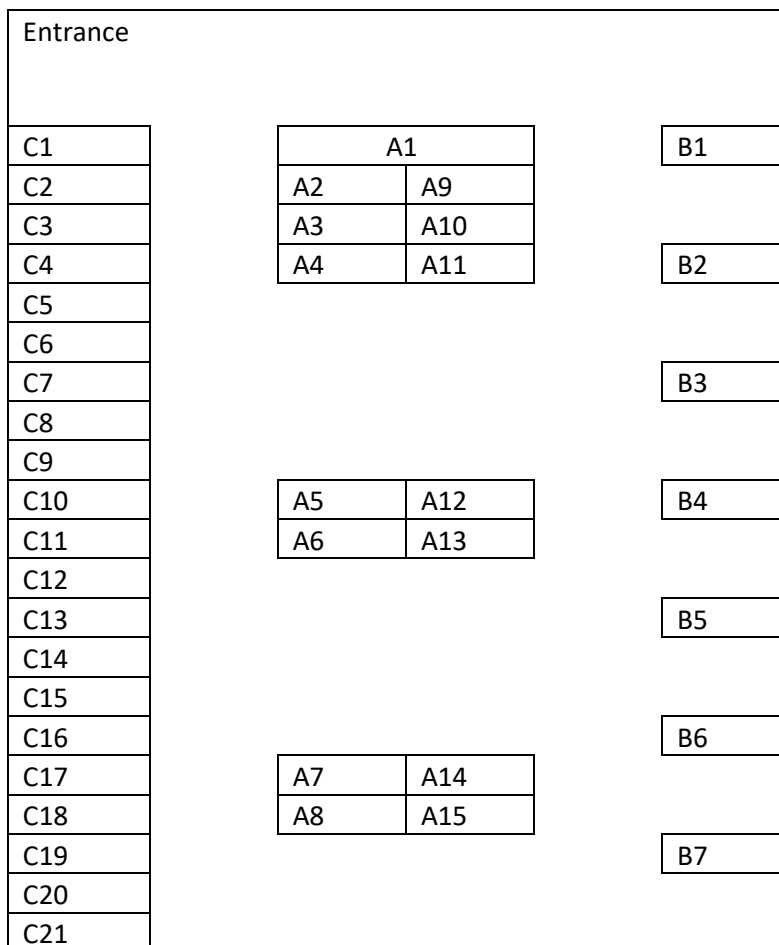 Entrance
C1 A1 B1
C2 A2 A9
C3 A3 A10
C4 A4 A11 B2
C5
C6
C7 B3
C8
C9
C10 A5 A12 B4
C11 A6 A13
C12
C13 B5
C14
C15
C16 B6
C17 A7 A14
C18 A8 A15
C19 B7
C20
C21